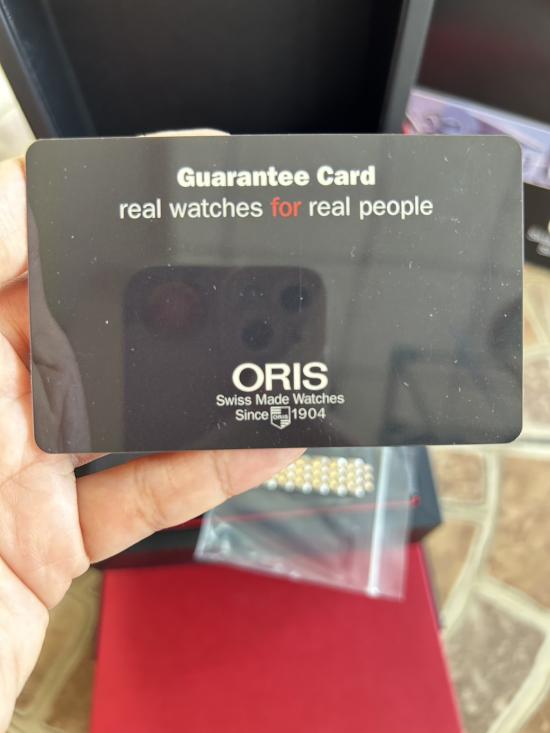 Guarantee Card
real watches for real people
ORIS
Swiss Made Watches
Since ORIS 1904